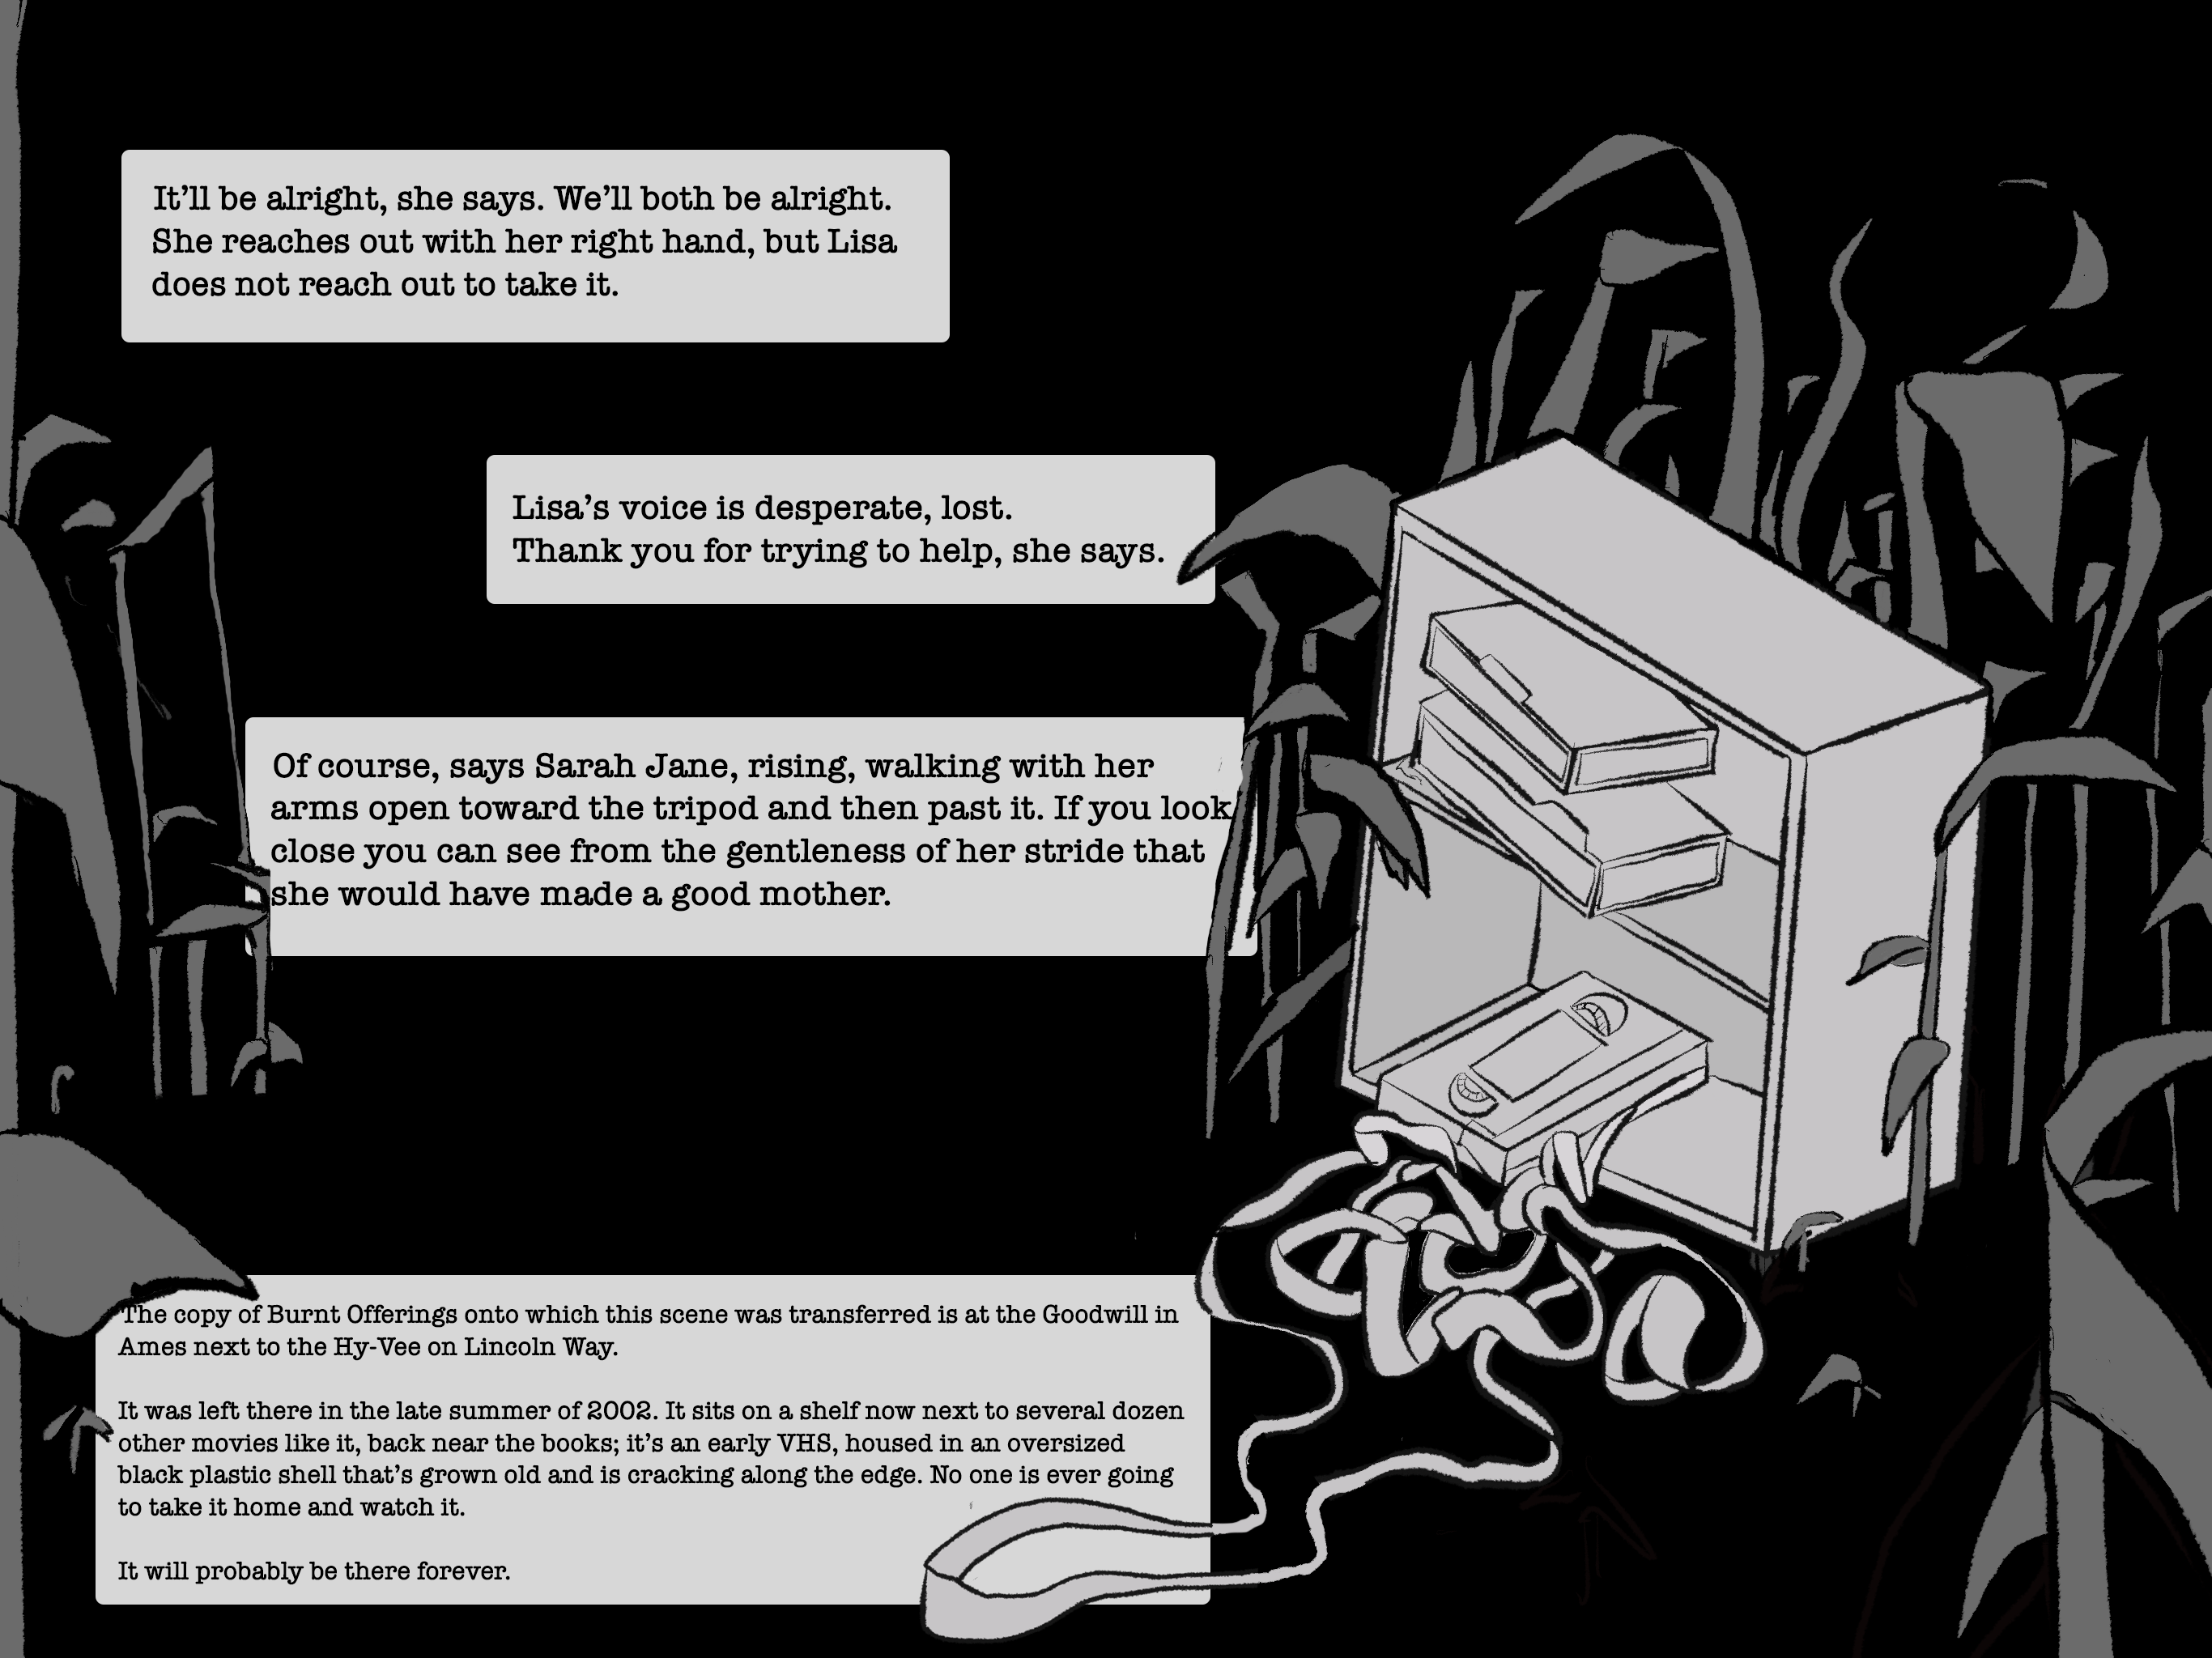 It’ll be alright, she says. We’ll both be alright.
She reaches out with her right hand, but Lisa
does not reach out to take it.
Lisa’s voice is desperate, lost.
Thank you for trying to help, she says.
Of course, says Sarah Jane, rising, walking with her
arms open toward the tripod and then past it. If you look
close you can see from the gentleness of her stride that
she would have made a good mother.
The copy of Burnt Offerings onto which this scene was transferred is at the Goodwill in
Ames next to the Hy-Vee on Lincoln Way.
It was left there in the late summer of 2002. It sits on a shelf now next to several dozen
other movies like it, back near the books; it’s an early VHS, housed in an oversized
black plastic shell that’s grown old and is cracking along the edge. No one is ever going
to take it home and watch it.
It will probably be there forever.